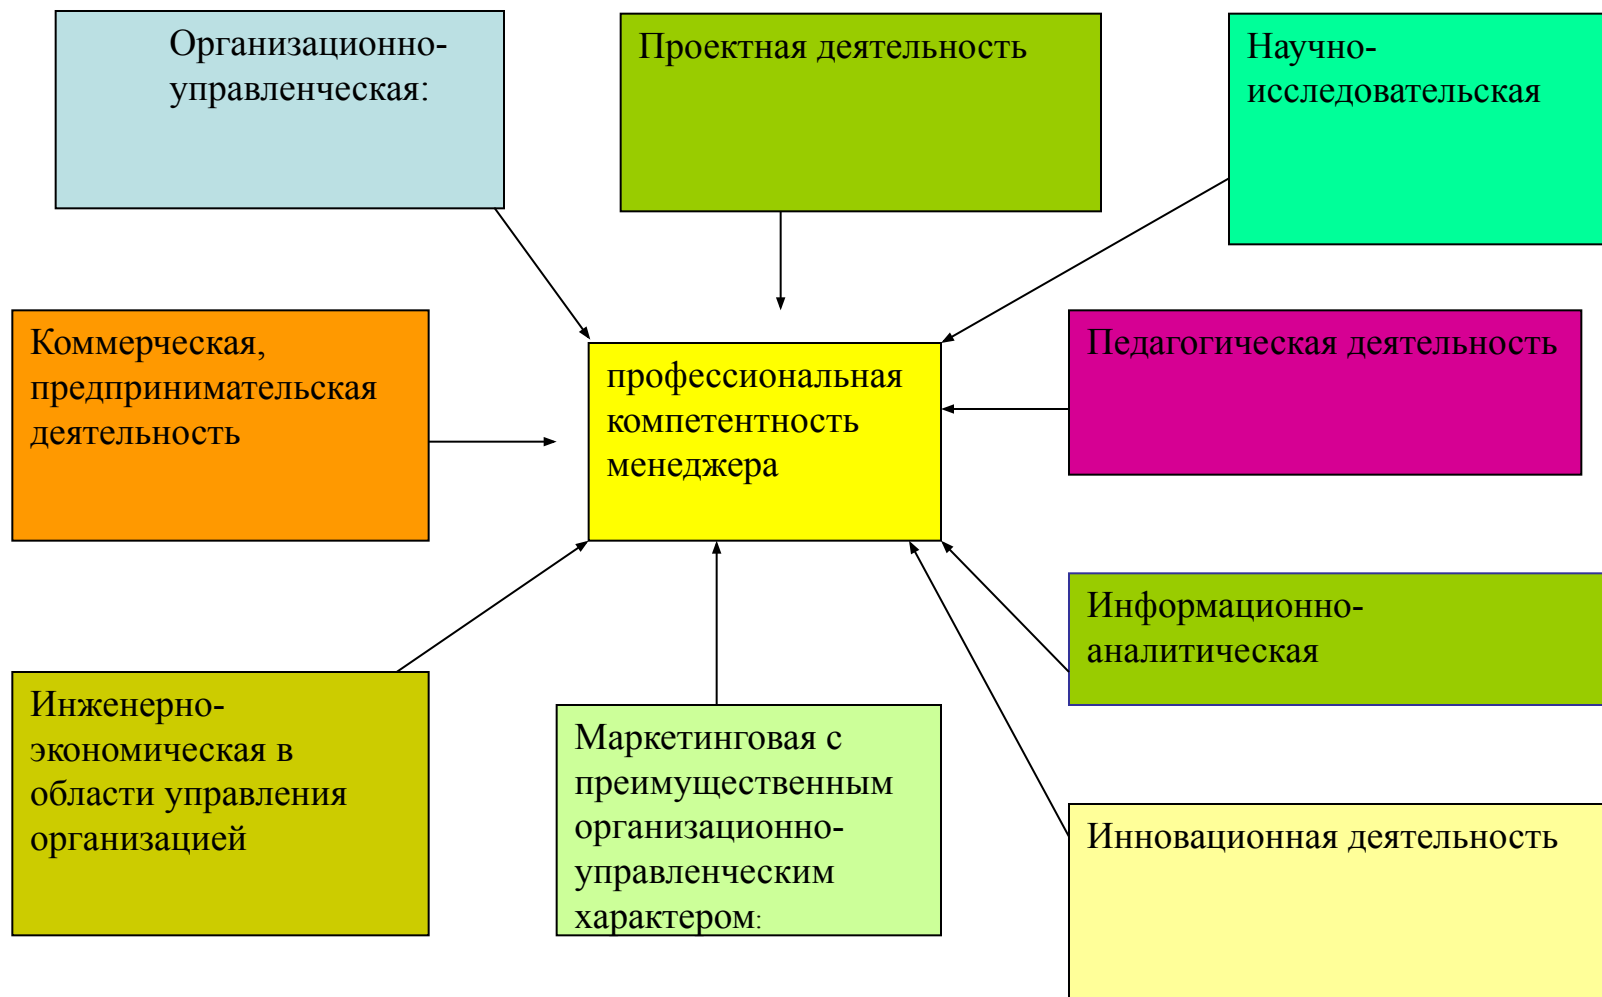 Организационно-
управленческая:
Проектная деятельность
Научно-
исследовательская
Коммерческая,
предпринимательская
деятельность
профессиональная
компетентность
менеджера
Педагогическая деятельность
Информационно-
аналитическая
Инженерно-
экономическая в
области управления
организацией
Маркетинговая с
преимущественным
организационно-
управленческим
характером:
Инновационная деятельность